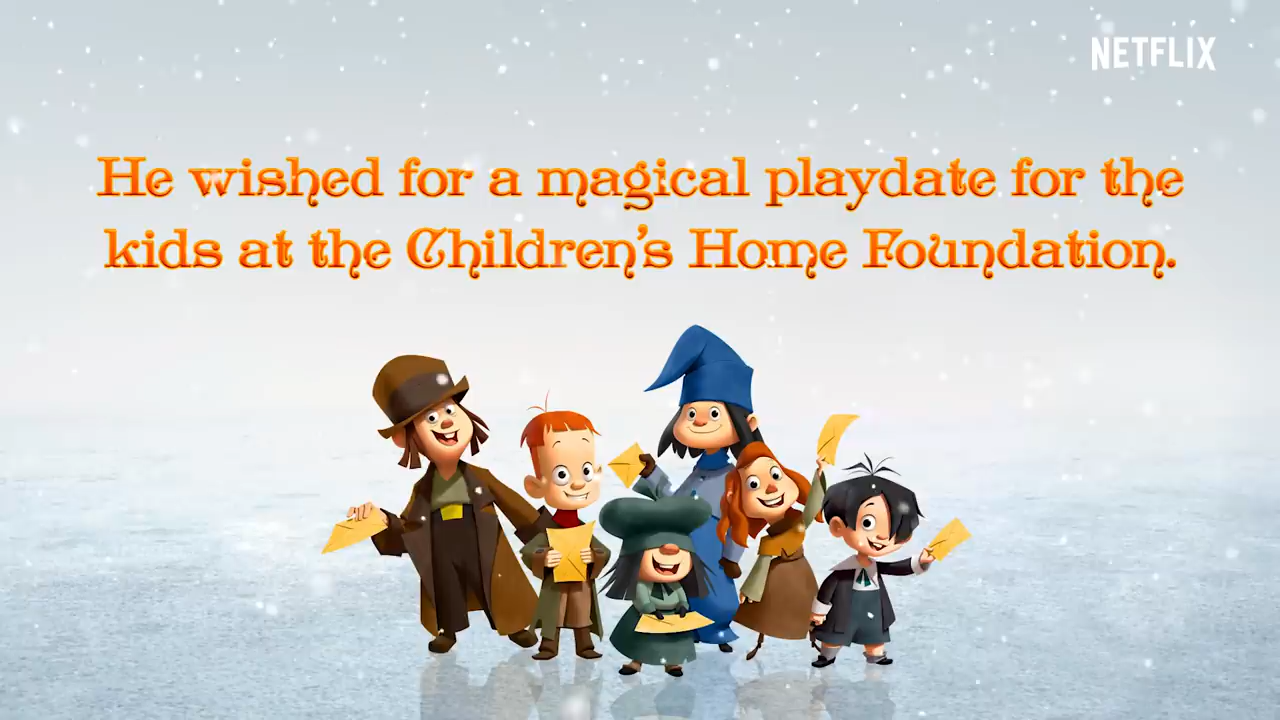 NETFLIX
He wished for a magical playdate for the
kids at the Children's Home Foundation.